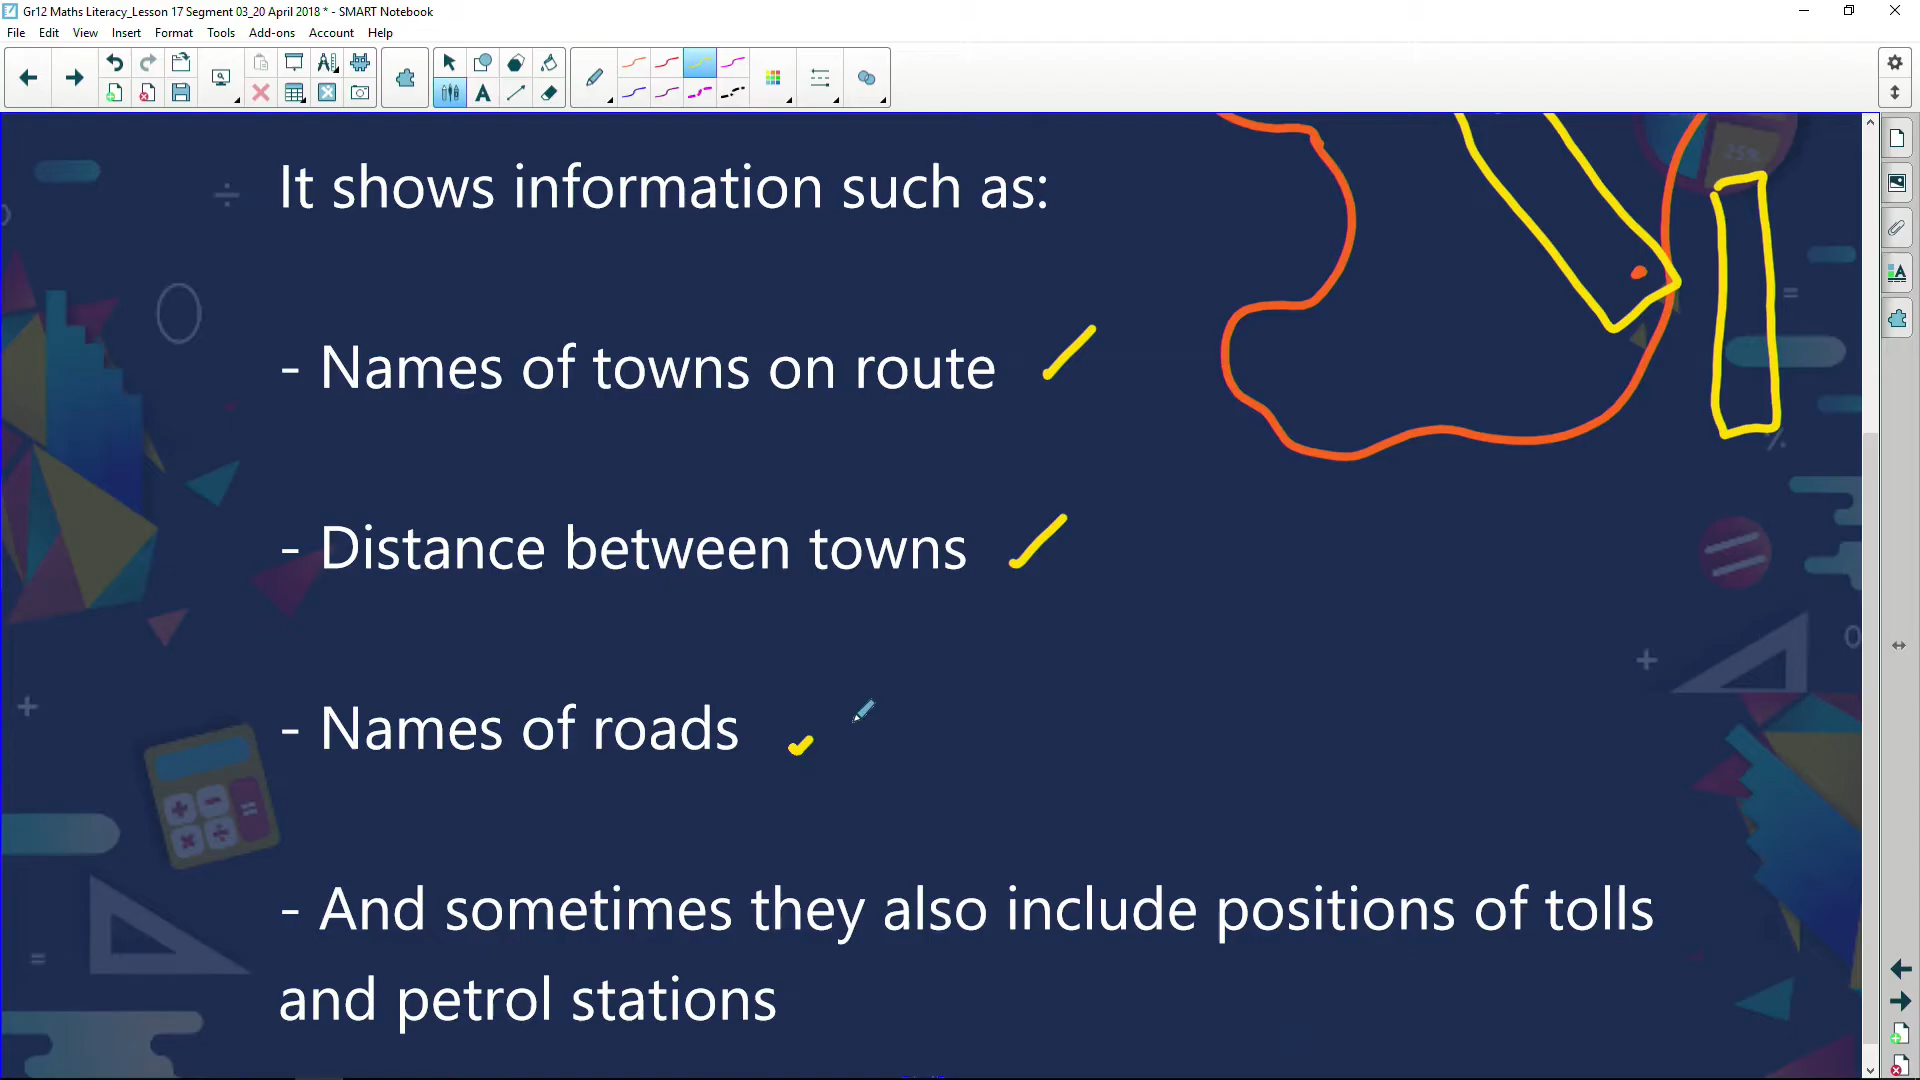 Gr12 Maths Literacy_Lesson 17 Segment 03_20 April 2018 * - SMART Notebook
File Edit View Insert Format Tools Add-ons Account Help
25%
It shows information such as:
- Names of towns on route
- Distance between towns
- Names of roads
- And sometimes they also include positions of tolls
and petrol stations